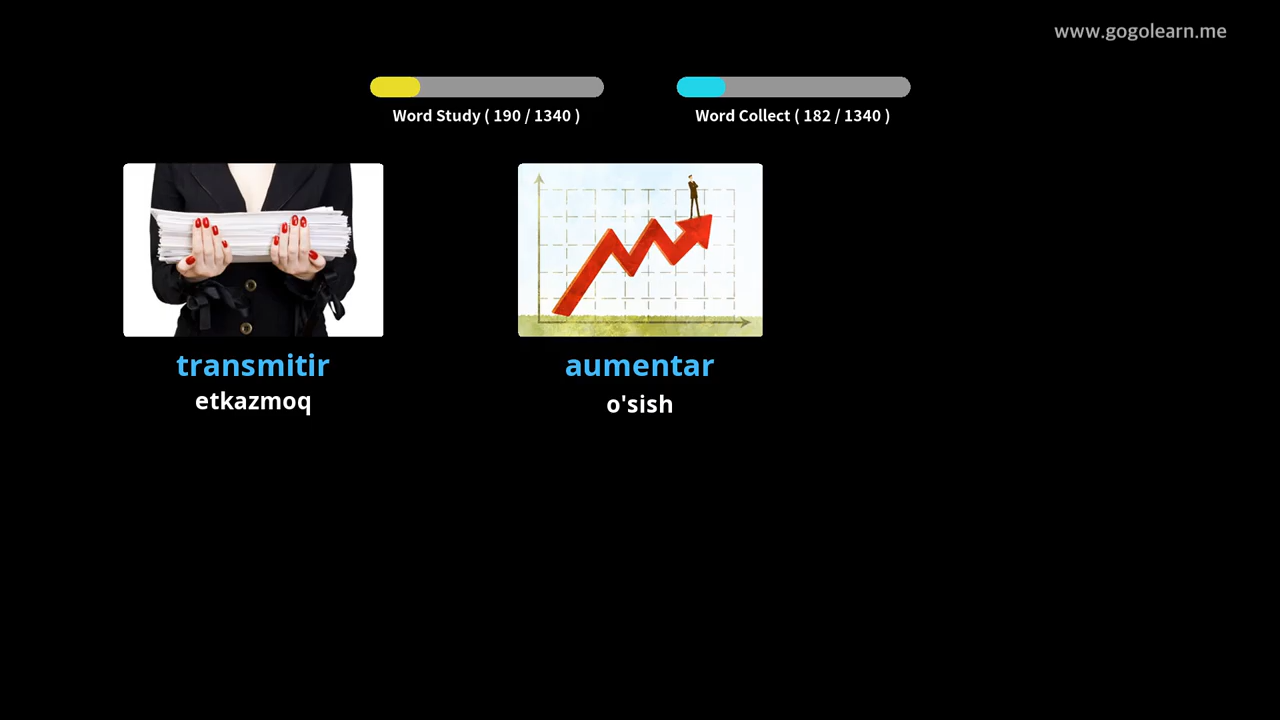 www.gogolearn.me
Word Study ( 190 / 1340 )
Word Collect ( 182 / 1340 )
transmitir
etkazmoq
aumentar
o'sish